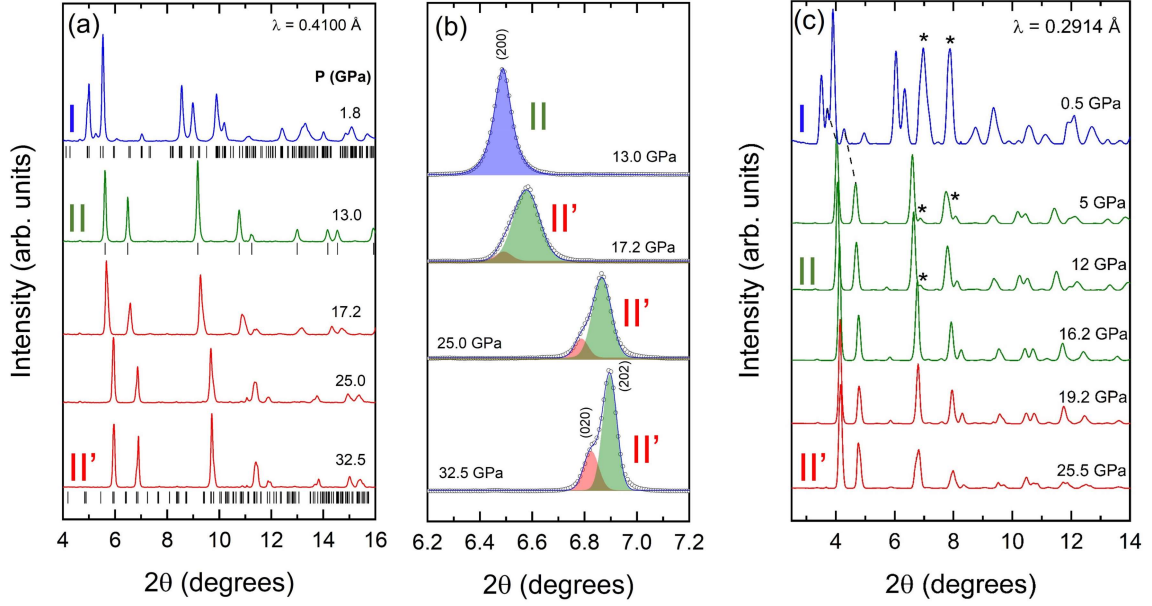 (a)
λ = 0.4100 Å
P (GPa)
I
1.8
II
13.0
17.2
25.0
II’
32.5
4 6 8 10 12 14 16
2θ (degrees)
Intensity (arb. units)
(b)
(200)
II
13.0 GPa
II’
17.2 GPa
II’
25.0 GPa
(202)
(020)
II’
32.5 GPa
6.2 6.4 6.6 6.8 7.0 7.2
2θ (degrees)
(c)
λ = 0.2914 Å
* *
I
0.5 GPa
* *
5 GPa
II
*
12 GPa
16.2 GPa
19.2 GPa
II’
25.5 GPa
4 6 8 10 12 14
2θ (degrees)
Intensity (arb. units)